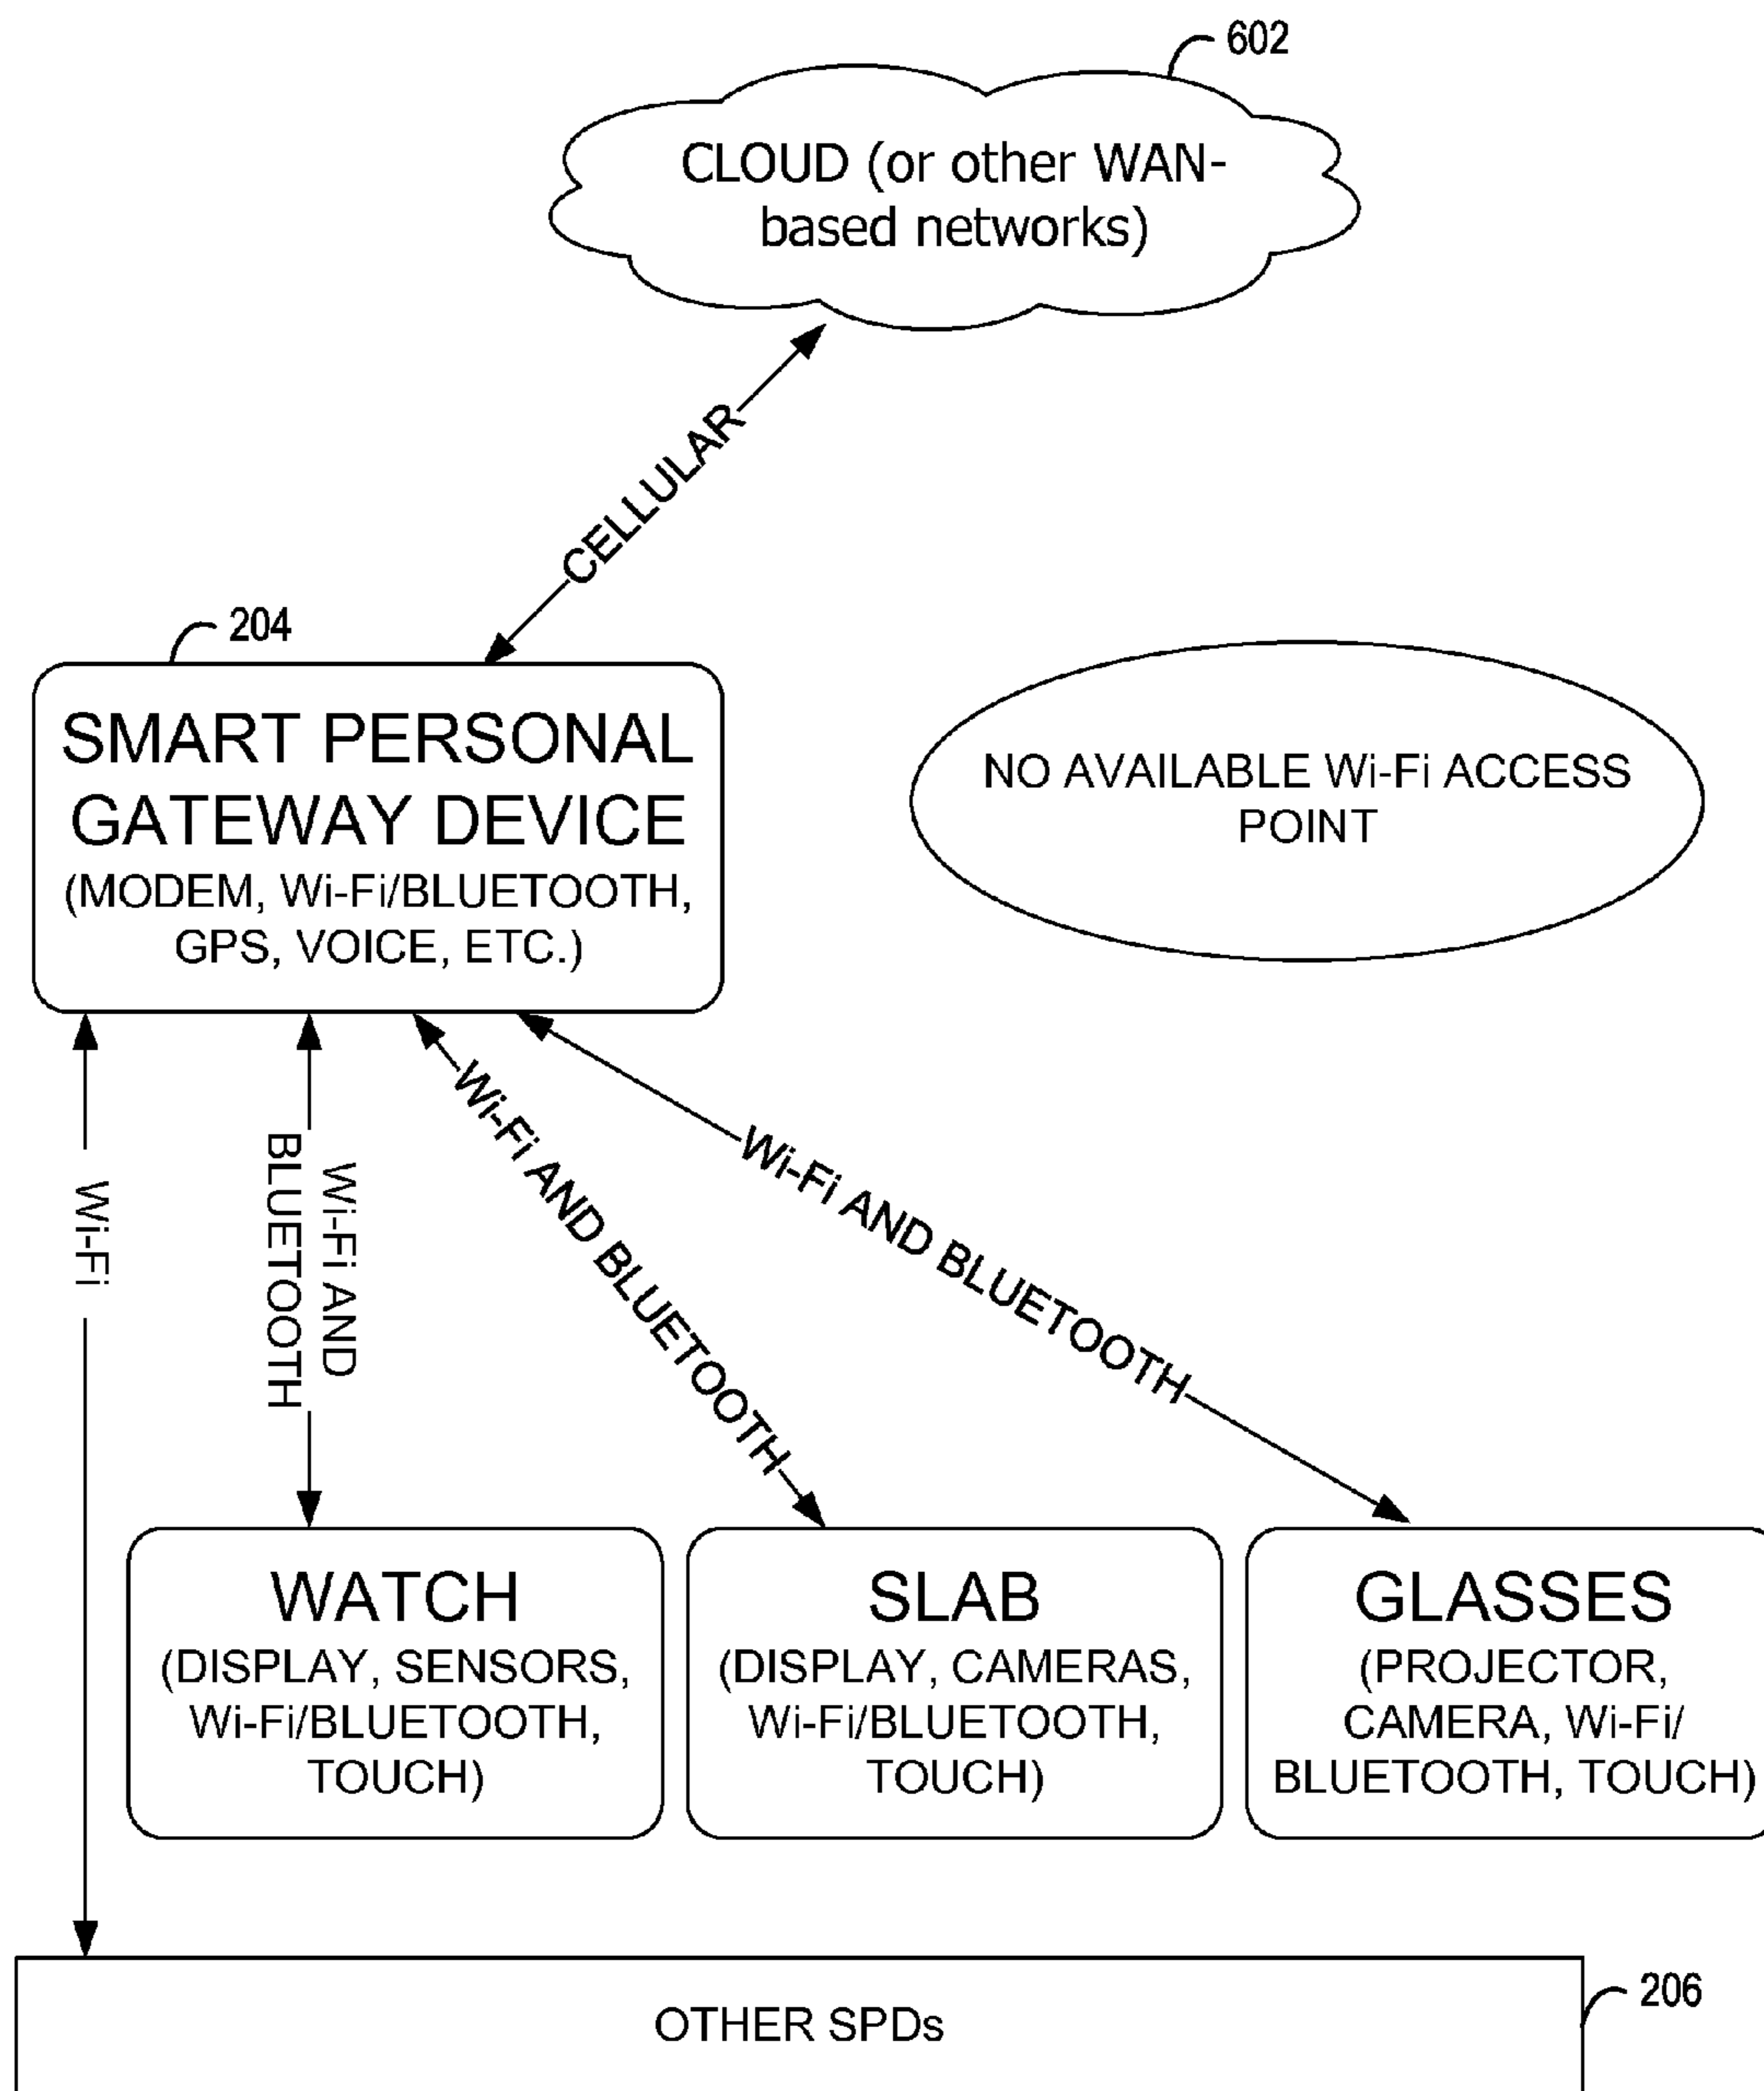 602
CLOUD (or other WAN-
based networks)
CELLULAR
204
SMART PERSONAL
GATEWAY DEVICE
(MODEM, Wi-Fi/BLUETOOTH,
GPS, VOICE, ETC.)
NO AVAILABLE Wi-Fi ACCESS
POINT
Wi-Fi
Wi-Fi AND
BLUETOOTH
Wi-Fi AND BLUETOOTH
Wi-Fi AND BLUETOOTH
WATCH
(DISPLAY, SENSORS,
Wi-Fi/BLUETOOTH,
TOUCH)
SLAB
(DISPLAY, CAMERAS,
Wi-Fi/BLUETOOTH,
TOUCH)
GLASSES
(PROJECTOR,
CAMERA, Wi-Fi/
BLUETOOTH, TOUCH)
206
OTHER SPDs